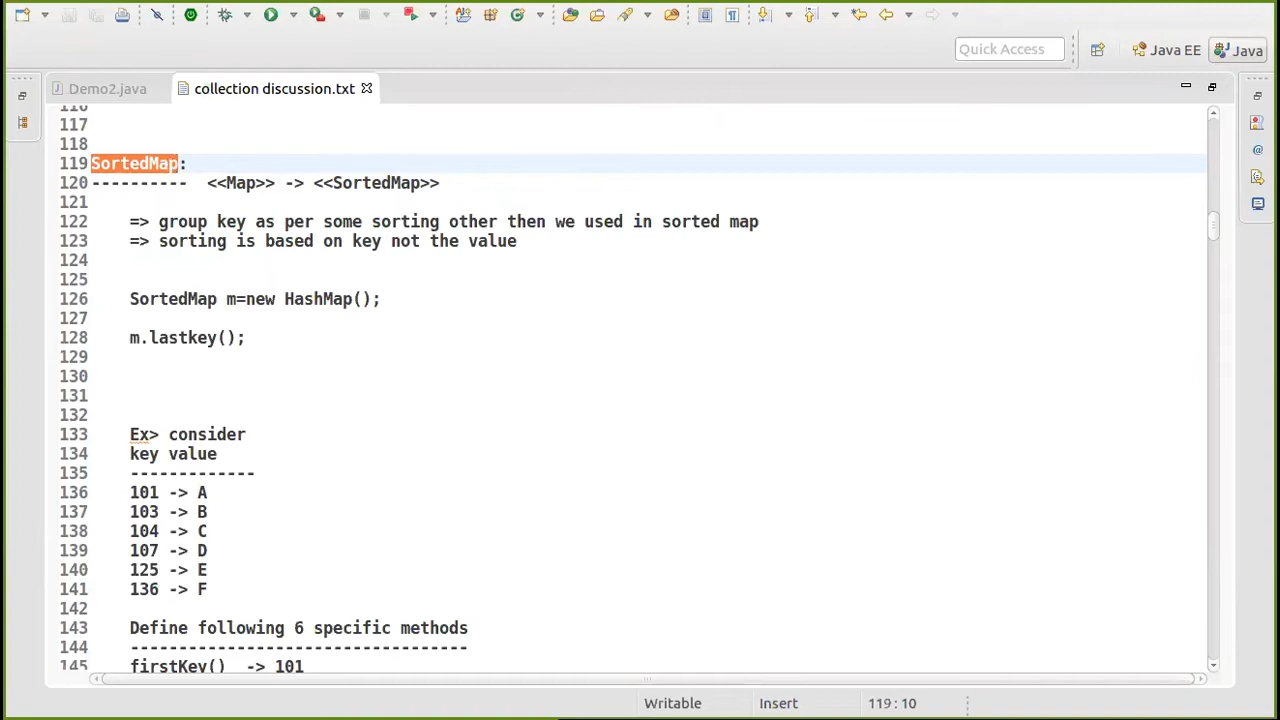 Quick Access
Java EE
Java
Demo2.java
collection discussion.txt
116
117
118
119 SortedMap:
120 ---------- <<Map>> -> <<SortedMap>>
121
122 => group key as per some sorting other then we used in sorted map
123 => sorting is based on key not the value
124
125
126 SortedMap m=new HashMap();
127
128 m.lastkey();
129
130
131
132
133 Ex> consider
134 key value
135 -------------
136 101 -> A
137 103 -> B
138 104 -> C
139 107 -> D
140 125 -> E
141 136 -> F
142
143 Define following 6 specific methods
144 -----------------------------------
145 firstKey() -> 101
Writable
Insert
119 : 10